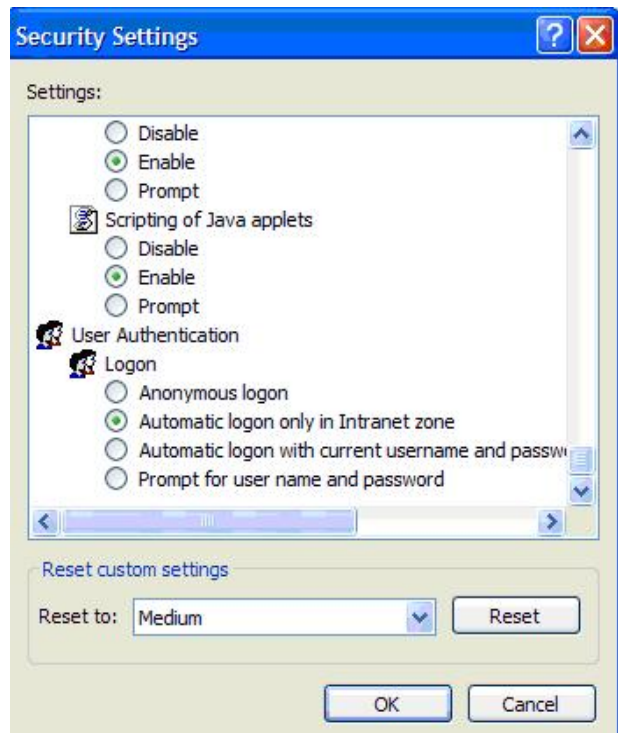 Security Settings
Settings:
Disable
Enable
Prompt
Scripting of Java applets
Disable
Enable
Prompt
User Authentication
Logon
Anonymous logon
Automatic logon only in Intranet zone
Automatic logon with current username and passw
Prompt for user name and password
Reset custom settings
Reset to: Medium Reset
OK Cancel